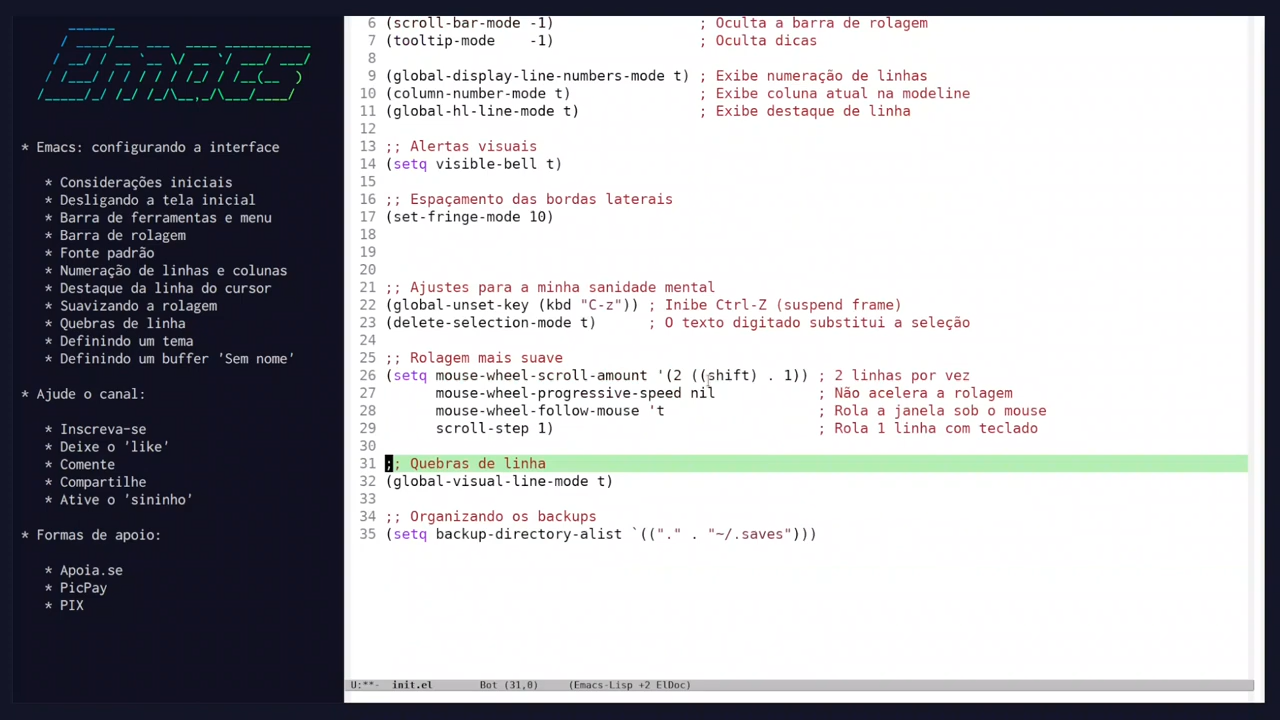 Emacs
* Emacs: configurando a interface
* Considerações iniciais
* Desligando a tela inicial
* Barra de ferramentas e menu
* Barra de rolagem
* Fonte padrão
* Numeração de linhas e colunas
* Destaque da linha do cursor
* Suavizando a rolagem
* Quebras de linha
* Definindo um tema
* Definindo um buffer 'Sem nome'
* Ajude o canal:
* Inscreva-se
* Deixe o 'like'
* Comente
* Compartilhe
* Ative o 'sininho'
* Formas de apoio:
* Apoia.se
* PicPay
* PIX
6 (scroll-bar-mode -1) ; Oculta a barra de rolagem
7 (tooltip-mode    -1) ; Oculta dicas
8
9 (global-display-line-numbers-mode t) ; Exibe numeração de linhas
10 (column-number-mode t) ; Exibe coluna atual na modeline
11 (global-hl-line-mode t) ; Exibe destaque de linha
12
13 ;; Alertas visuais
14 (setq visible-bell t)
15
16 ;; Espaçamento das bordas laterais
17 (set-fringe-mode 10)
18
19
20
21 ;; Ajustes para a minha sanidade mental
22 (global-unset-key (kbd "C-z")) ; Inibe Ctrl-Z (suspend frame)
23 (delete-selection-mode t) ; O texto digitado substitui a seleção
24
25 ;; Rolagem mais suave
26 (setq mouse-wheel-scroll-amount '(2 ((shift) . 1)) ; 2 linhas por vez
27 mouse-wheel-progressive-speed nil ; Não acelera a rolagem
28 mouse-wheel-follow-mouse 't ; Rola a janela sob o mouse
29 scroll-step 1) ; Rola 1 linha com teclado
30
31 ;; Quebras de linha
32 (global-visual-line-mode t)
33
34 ;; Organizando os backups
35 (setq backup-directory-alist `(("." . "~/.saves")))
U:**-  init.el      Bot (31,0)    (Emacs-Lisp +2 ElDoc)